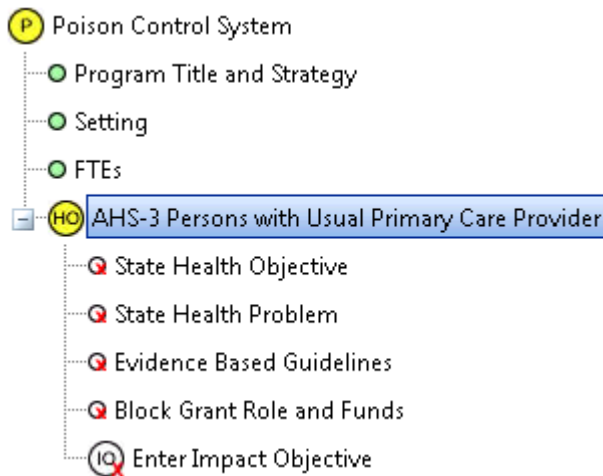 P Poison Control System
Program Title and Strategy
Setting
FTEs
HO AHS-3 Persons with Usual Primary Care Provider
State Health Objective
State Health Problem
Evidence Based Guidelines
Block Grant Role and Funds
IO Enter Impact Objective